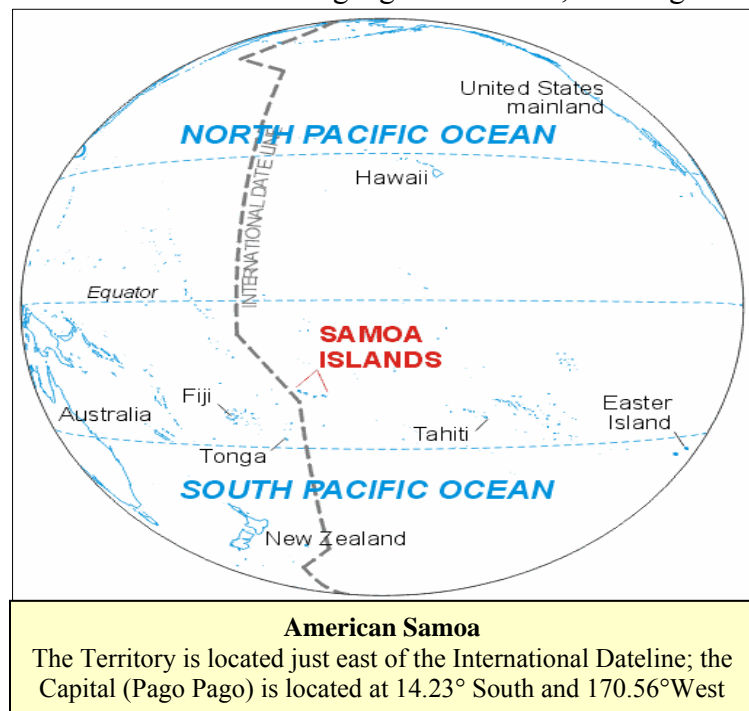 United States
mainland
NORTH PACIFIC OCEAN
INTERNATIONAL DATE LINE
Hawaii
Equator
SAMOA
ISLANDS
Fiji
Australia
Easter
Island
Tahiti
Tonga
SOUTH PACIFIC OCEAN
New Zealand
American Samoa
The Territory is located just east of the International Dateline; the
Capital (Pago Pago) is located at 14.23° South and 170.56°West